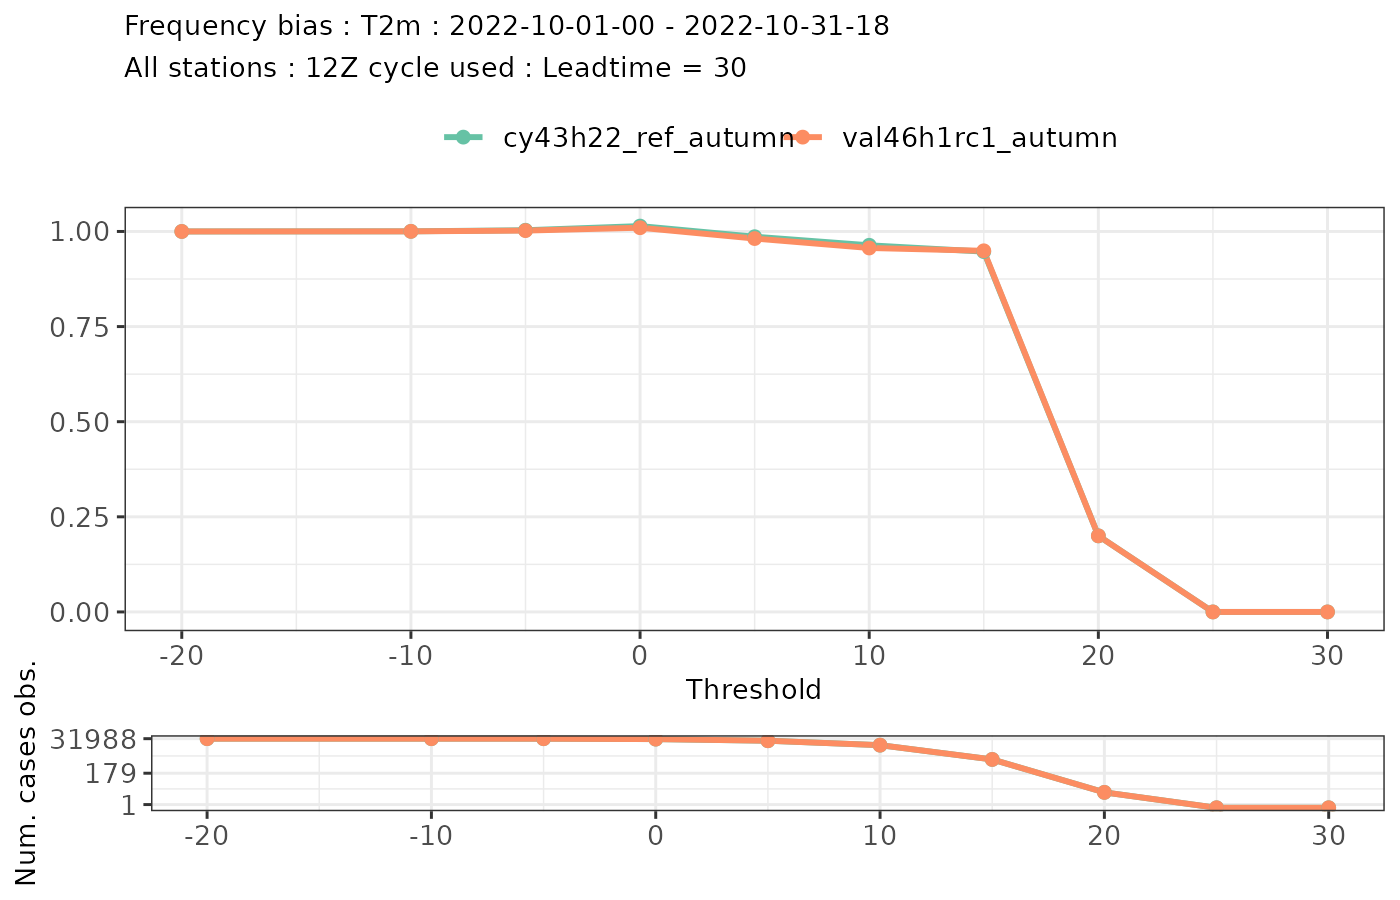 Frequency bias : T2m : 2022-10-01-00 - 2022-10-31-18
All stations : 12Z cycle used : Leadtime = 30
cy43h22_ref_autumn val46h1rc1_autumn
1.00
0.75
0.50
0.25
0.00
-20 -10 0 10 20 30
Threshold
Num. cases obs.
31988
179
1
-20 -10 0 10 20 30